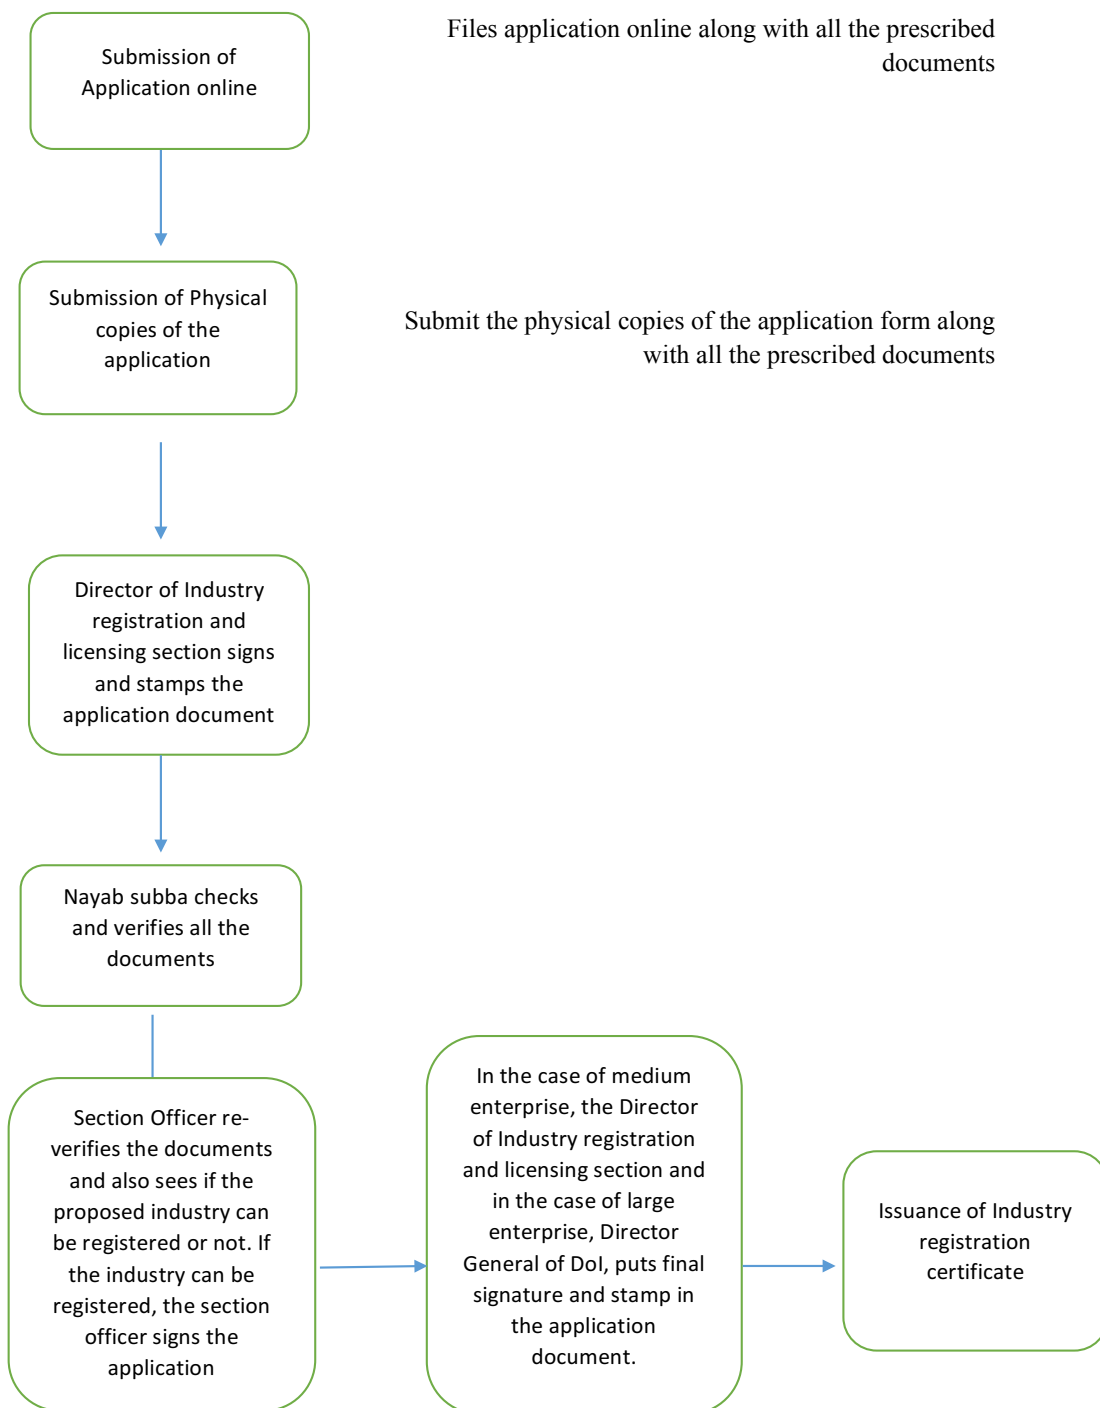 Submission of
Application online
Files application online along with all the prescribed
documents
Submission of Physical
copies of the
application
Submit the physical copies of the application form along
with all the prescribed documents
Director of Industry
registration and
licensing section signs
and stamps the
application document
Nayab subba checks
and verifies all the
documents
Section Officer re-
verifies the documents
and also sees if the
proposed industry can
be registered or not. If
the industry can be
registered, the section
officer signs the
application
In the case of medium
enterprise, the Director
of Industry registration
and licensing section and
in the case of large
enterprise, Director
General of DoI, puts final
signature and stamp in
the application
document.
Issuance of Industry
registration
certificate